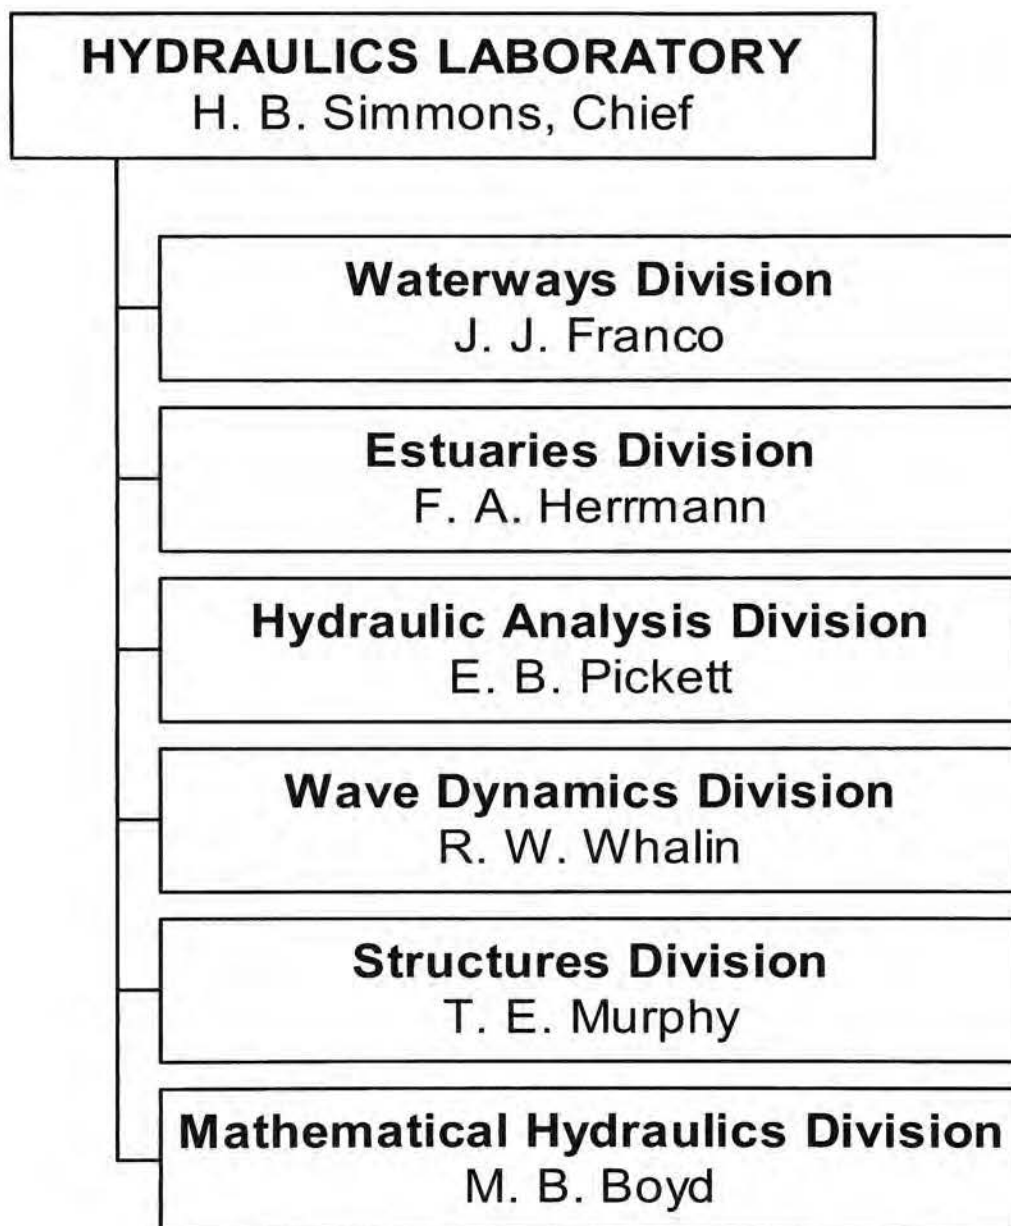 HYDRAULICS LABORATORY
H. B. Simmons, Chief
Waterways Division
J. J. Franco
Estuaries Division
F. A. Herrmann
Hydraulic Analysis Division
E. B. Pickett
Wave Dynamics Division
R. W. Whalin
Structures Division
T. E. Murphy
Mathematical Hydraulics Division
M. B. Boyd